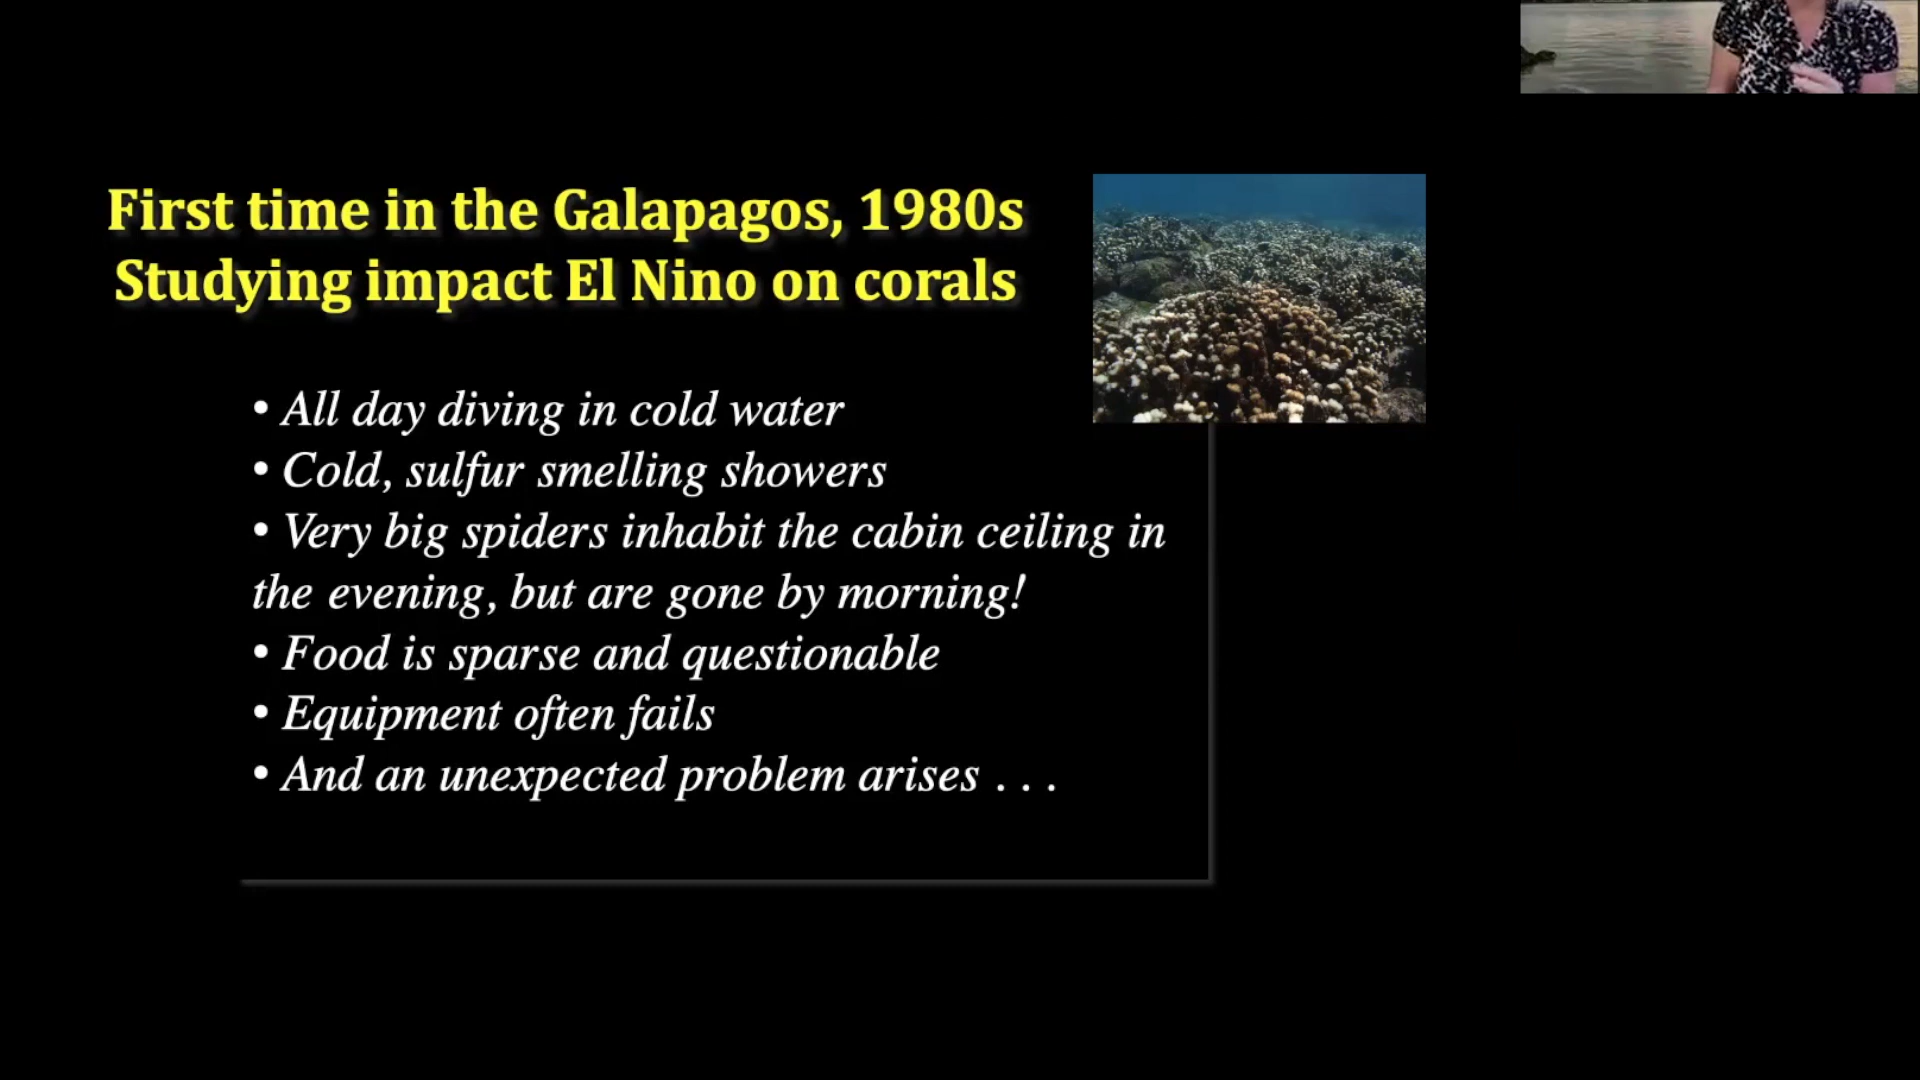 First time in the Galapagos, 1980s
Studying impact El Nino on corals
• All day diving in cold water
• Cold, sulfur smelling showers
• Very big spiders inhabit the cabin ceiling in
the evening, but are gone by morning!
• Food is sparse and questionable
• Equipment often fails
• And an unexpected problem arises . . .